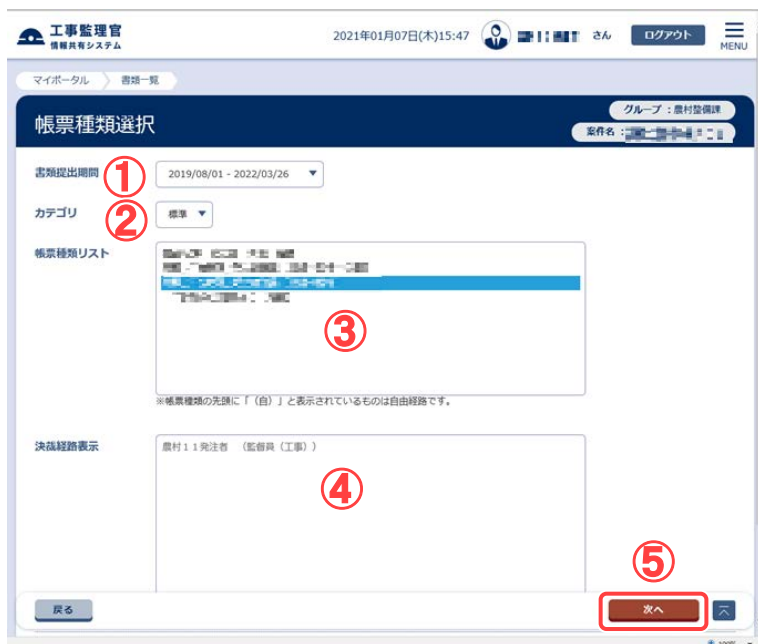 工事監理官
情報共有システム
2021年01月07日(木)15:47
さん
ログアウト
MENU
マイポータル
書類一覧
帳票種類選択
グループ：農村整備課
案件名：
書類提出期間
①
2019/08/01 - 2022/03/26
カテゴリ
②
標準
帳票種類リスト
③
※帳票種類の先頭に「（自）」と表示されているものは自由経路です。
決裁経路表示
農村１１発注者　（監督員（工事））
④
⑤
戻る
次へ